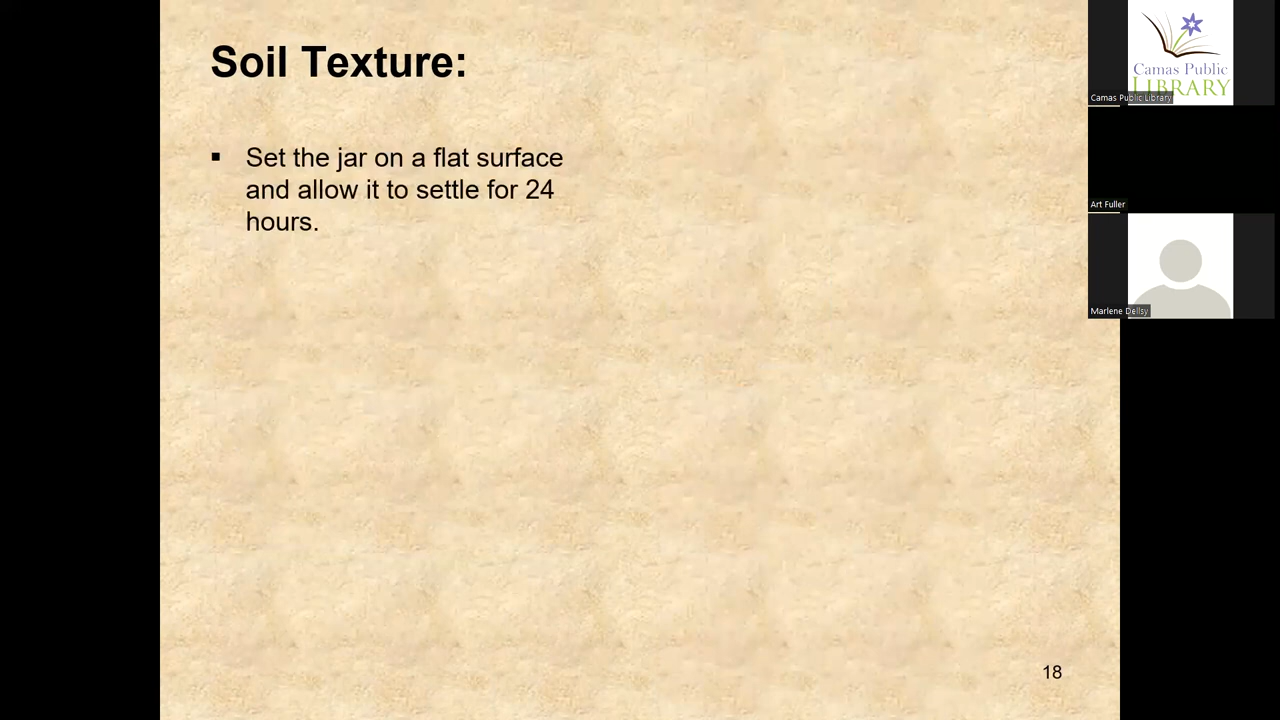 Soil Texture:
▪ Set the jar on a flat surface
and allow it to settle for 24
hours.
18
Camas Public
LIBRARY
Camas Public Library
Art Fuller
Marlene Dellsy